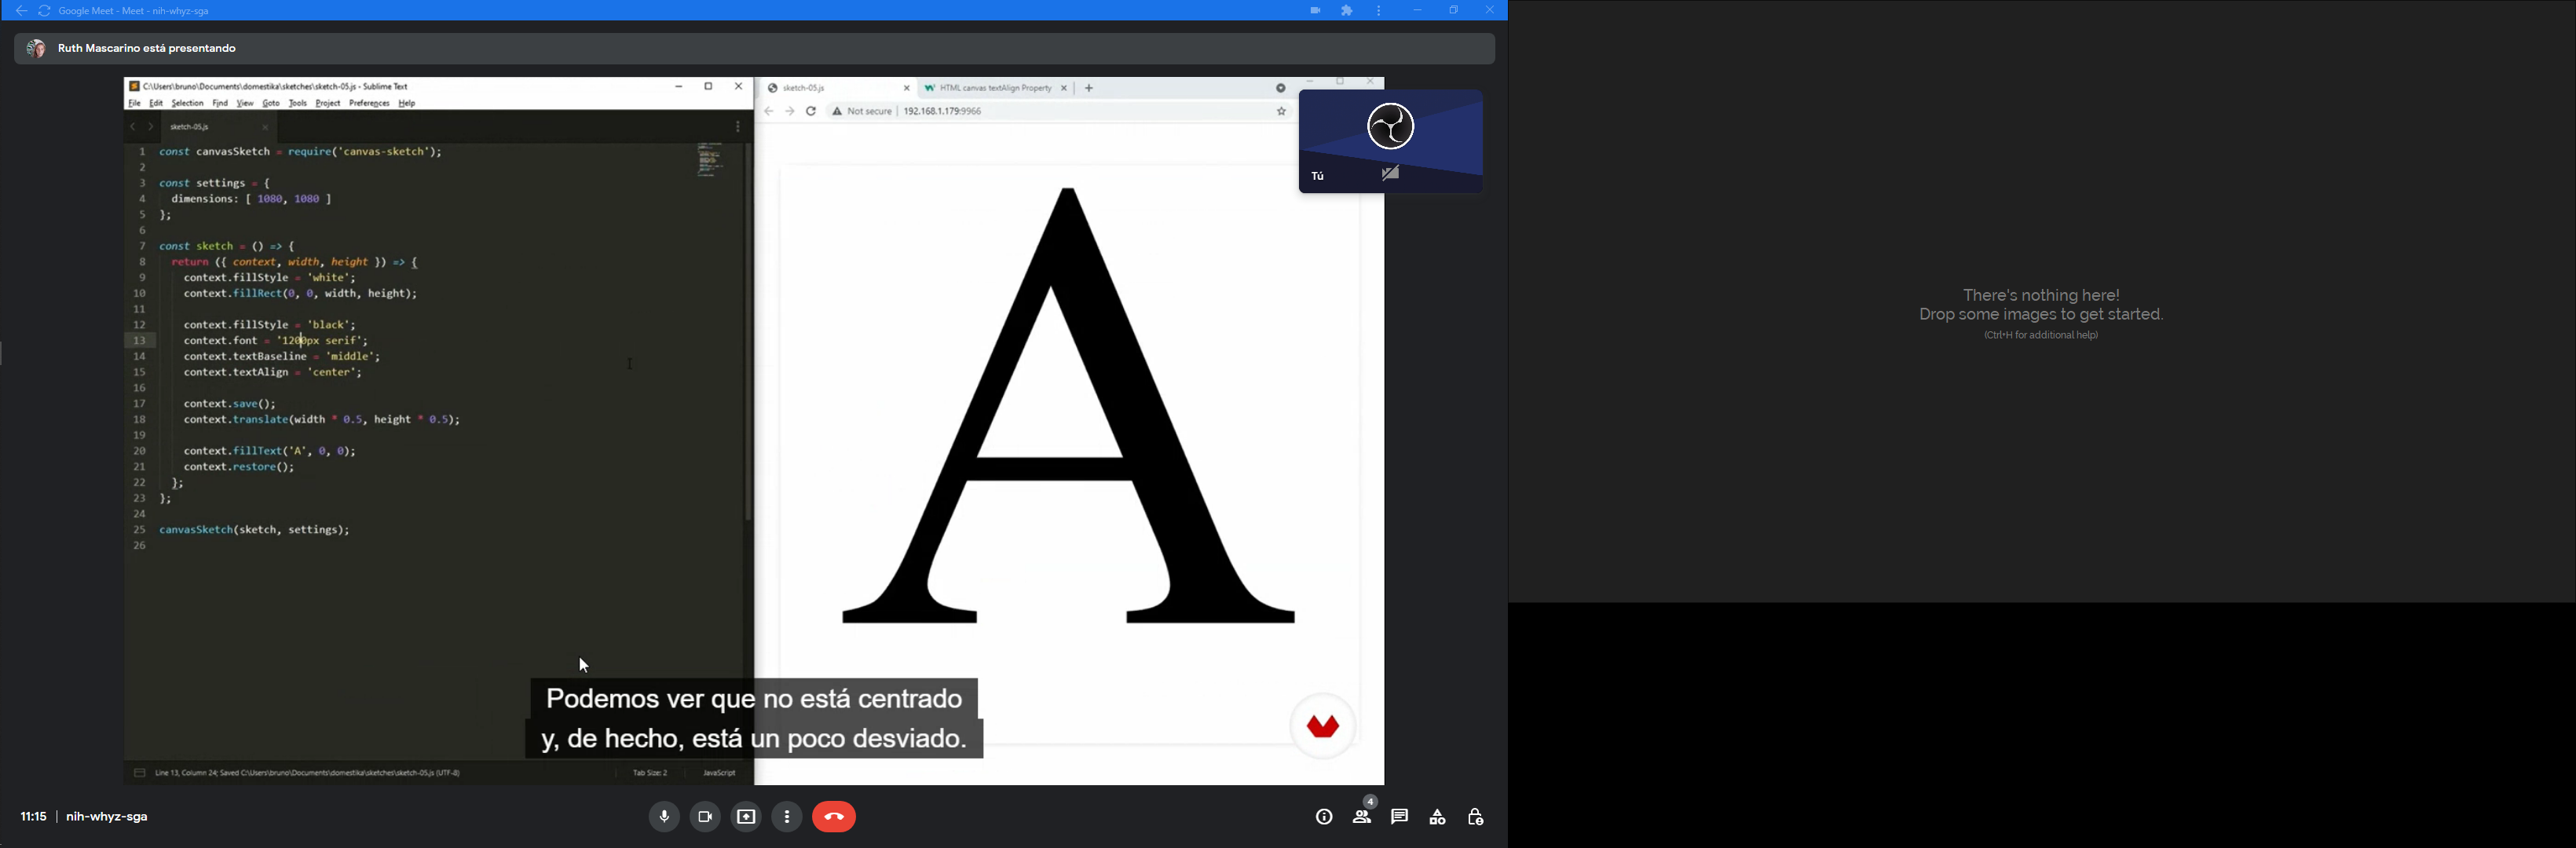 Google Meet - Meet - nih-whyz-sga
Ruth Mascarino está presentando
C:\Users\bruno\Documents\domestika\sketches\sketch-05.js - Sublime Text
File Edit Selection Find View Goto Tools Project Preferences Help
sketch-05.js
1 const canvasSketch = require('canvas-sketch');
2
3 const settings = {
4 dimensions: [ 1080, 1080 ]
5 };
6
7 const sketch = () => {
8 return ({ context, width, height }) => {
9 context.fillStyle = 'white';
10 context.fillRect(0, 0, width, height);
11
12 context.fillStyle = 'black';
13 context.font = '1200px serif';
14 context.textBaseline = 'middle';
15 context.textAlign = 'center';
16
17 context.save();
18 context.translate(width * 0.5, height * 0.5);
19
20 context.fillText('A', 0, 0);
21 context.restore();
22 };
23 };
24
25 canvasSketch(sketch, settings);
26
Line 13, Column 24; Saved C:\Users\bruno\Documents\domestika\sketches\sketch-05.js (UTF-8) Tab Size: 2 JavaScript
sketch-05.js HTML canvas textAlign Property
Not secure 192.168.1.179:9966
A
Tú
Podemos ver que no está centrado
y, de hecho, está un poco desviado.
11:15 | nih-whyz-sga
4
There's nothing here!
Drop some images to get started.
(Ctrl+H for additional help)